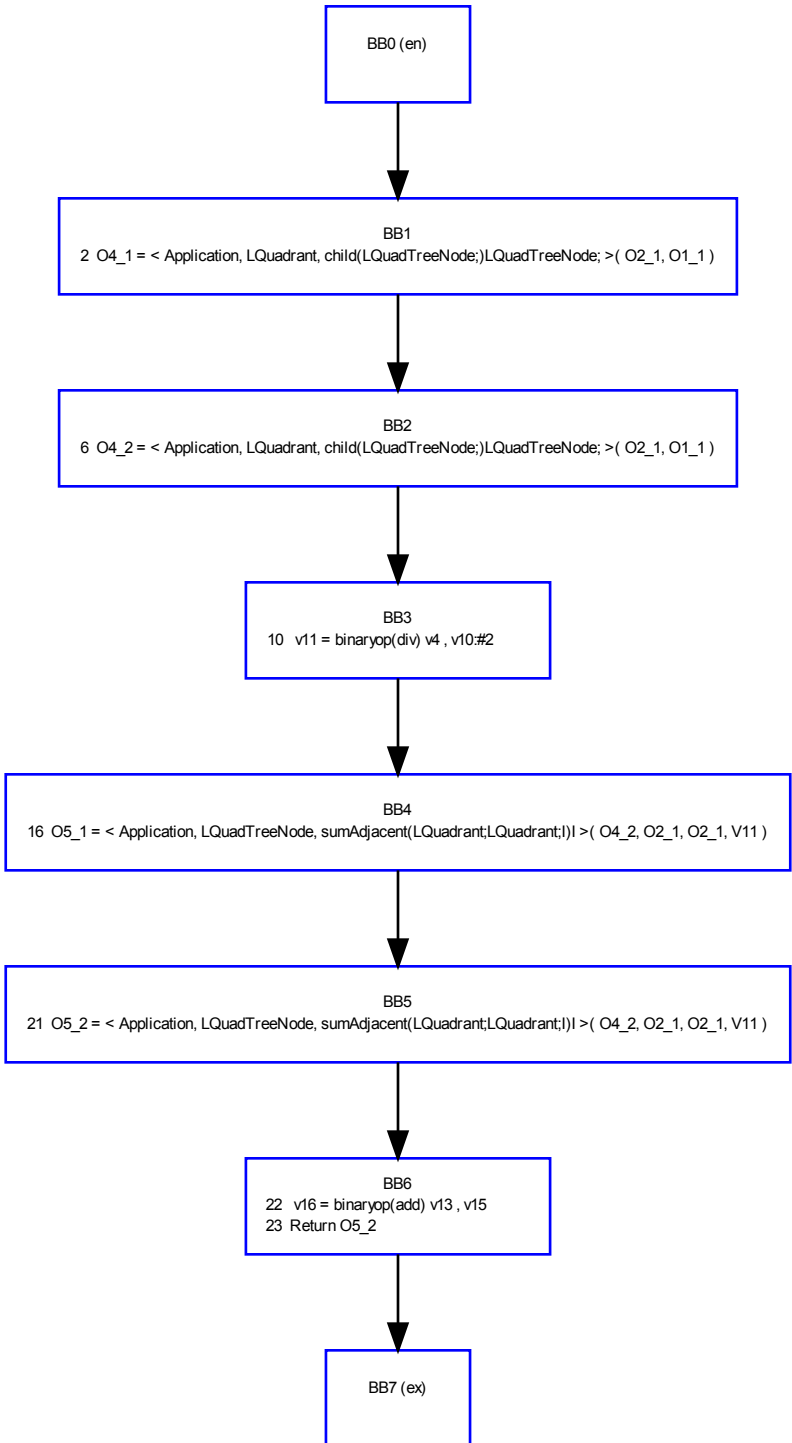 BB0 (en)
BB1
2 O4_1 = < Application, LQuadrant, child(LQuadTreeNode;)LQuadTreeNode; >( O2_1, O1_1 )
BB2
6 O4_2 = < Application, LQuadrant, child(LQuadTreeNode;)LQuadTreeNode; >( O2_1, O1_1 )
BB3
10 v11 = binaryop(div) v4 , v10:#2
BB4
16 O5_1 = < Application, LQuadTreeNode, sumAdjacent(LQuadrant;LQuadrant;I)I >( O4_2, O2_1, O2_1, V11 )
BB5
21 O5_2 = < Application, LQuadTreeNode, sumAdjacent(LQuadrant;LQuadrant;I)I >( O4_2, O2_1, O2_1, V11 )
BB6
22 v16 = binaryop(add) v13 , v15
23 Return O5_2
BB7 (ex)